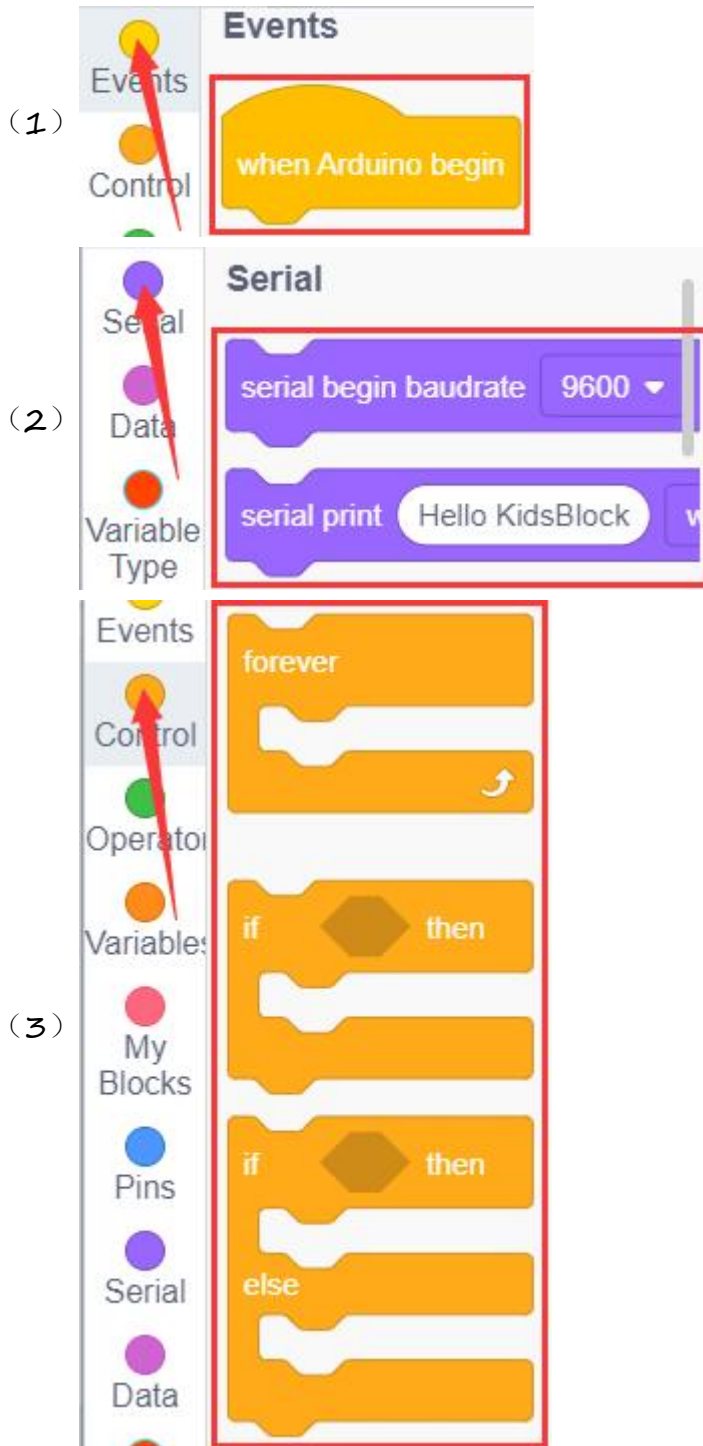 Events
Events
(1)
when Arduino begin
Control
Serial
Serial
serial begin baudrate 9600
(2)
Data
serial print Hello KidsBlock w
Variable
Type
Events
forever
Control
Operator
if then
Variables
(3)
My
Blocks
if then
Pins
Serial
else
Data